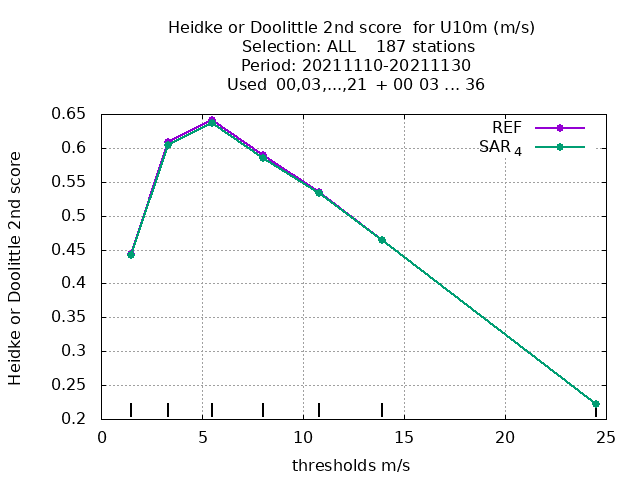 Heidke or Doolittle 2nd score  for U10m (m/s)
Selection: ALL    187 stations
Period: 20211110-20211130
Used  00,03,...,21  + 00 03 ... 36
REF
SAR 4
Heidke or Doolittle 2nd score
0.65
0.6
0.55
0.5
0.45
0.4
0.35
0.3
0.25
0.2
0 5 10 15 20 25
thresholds m/s